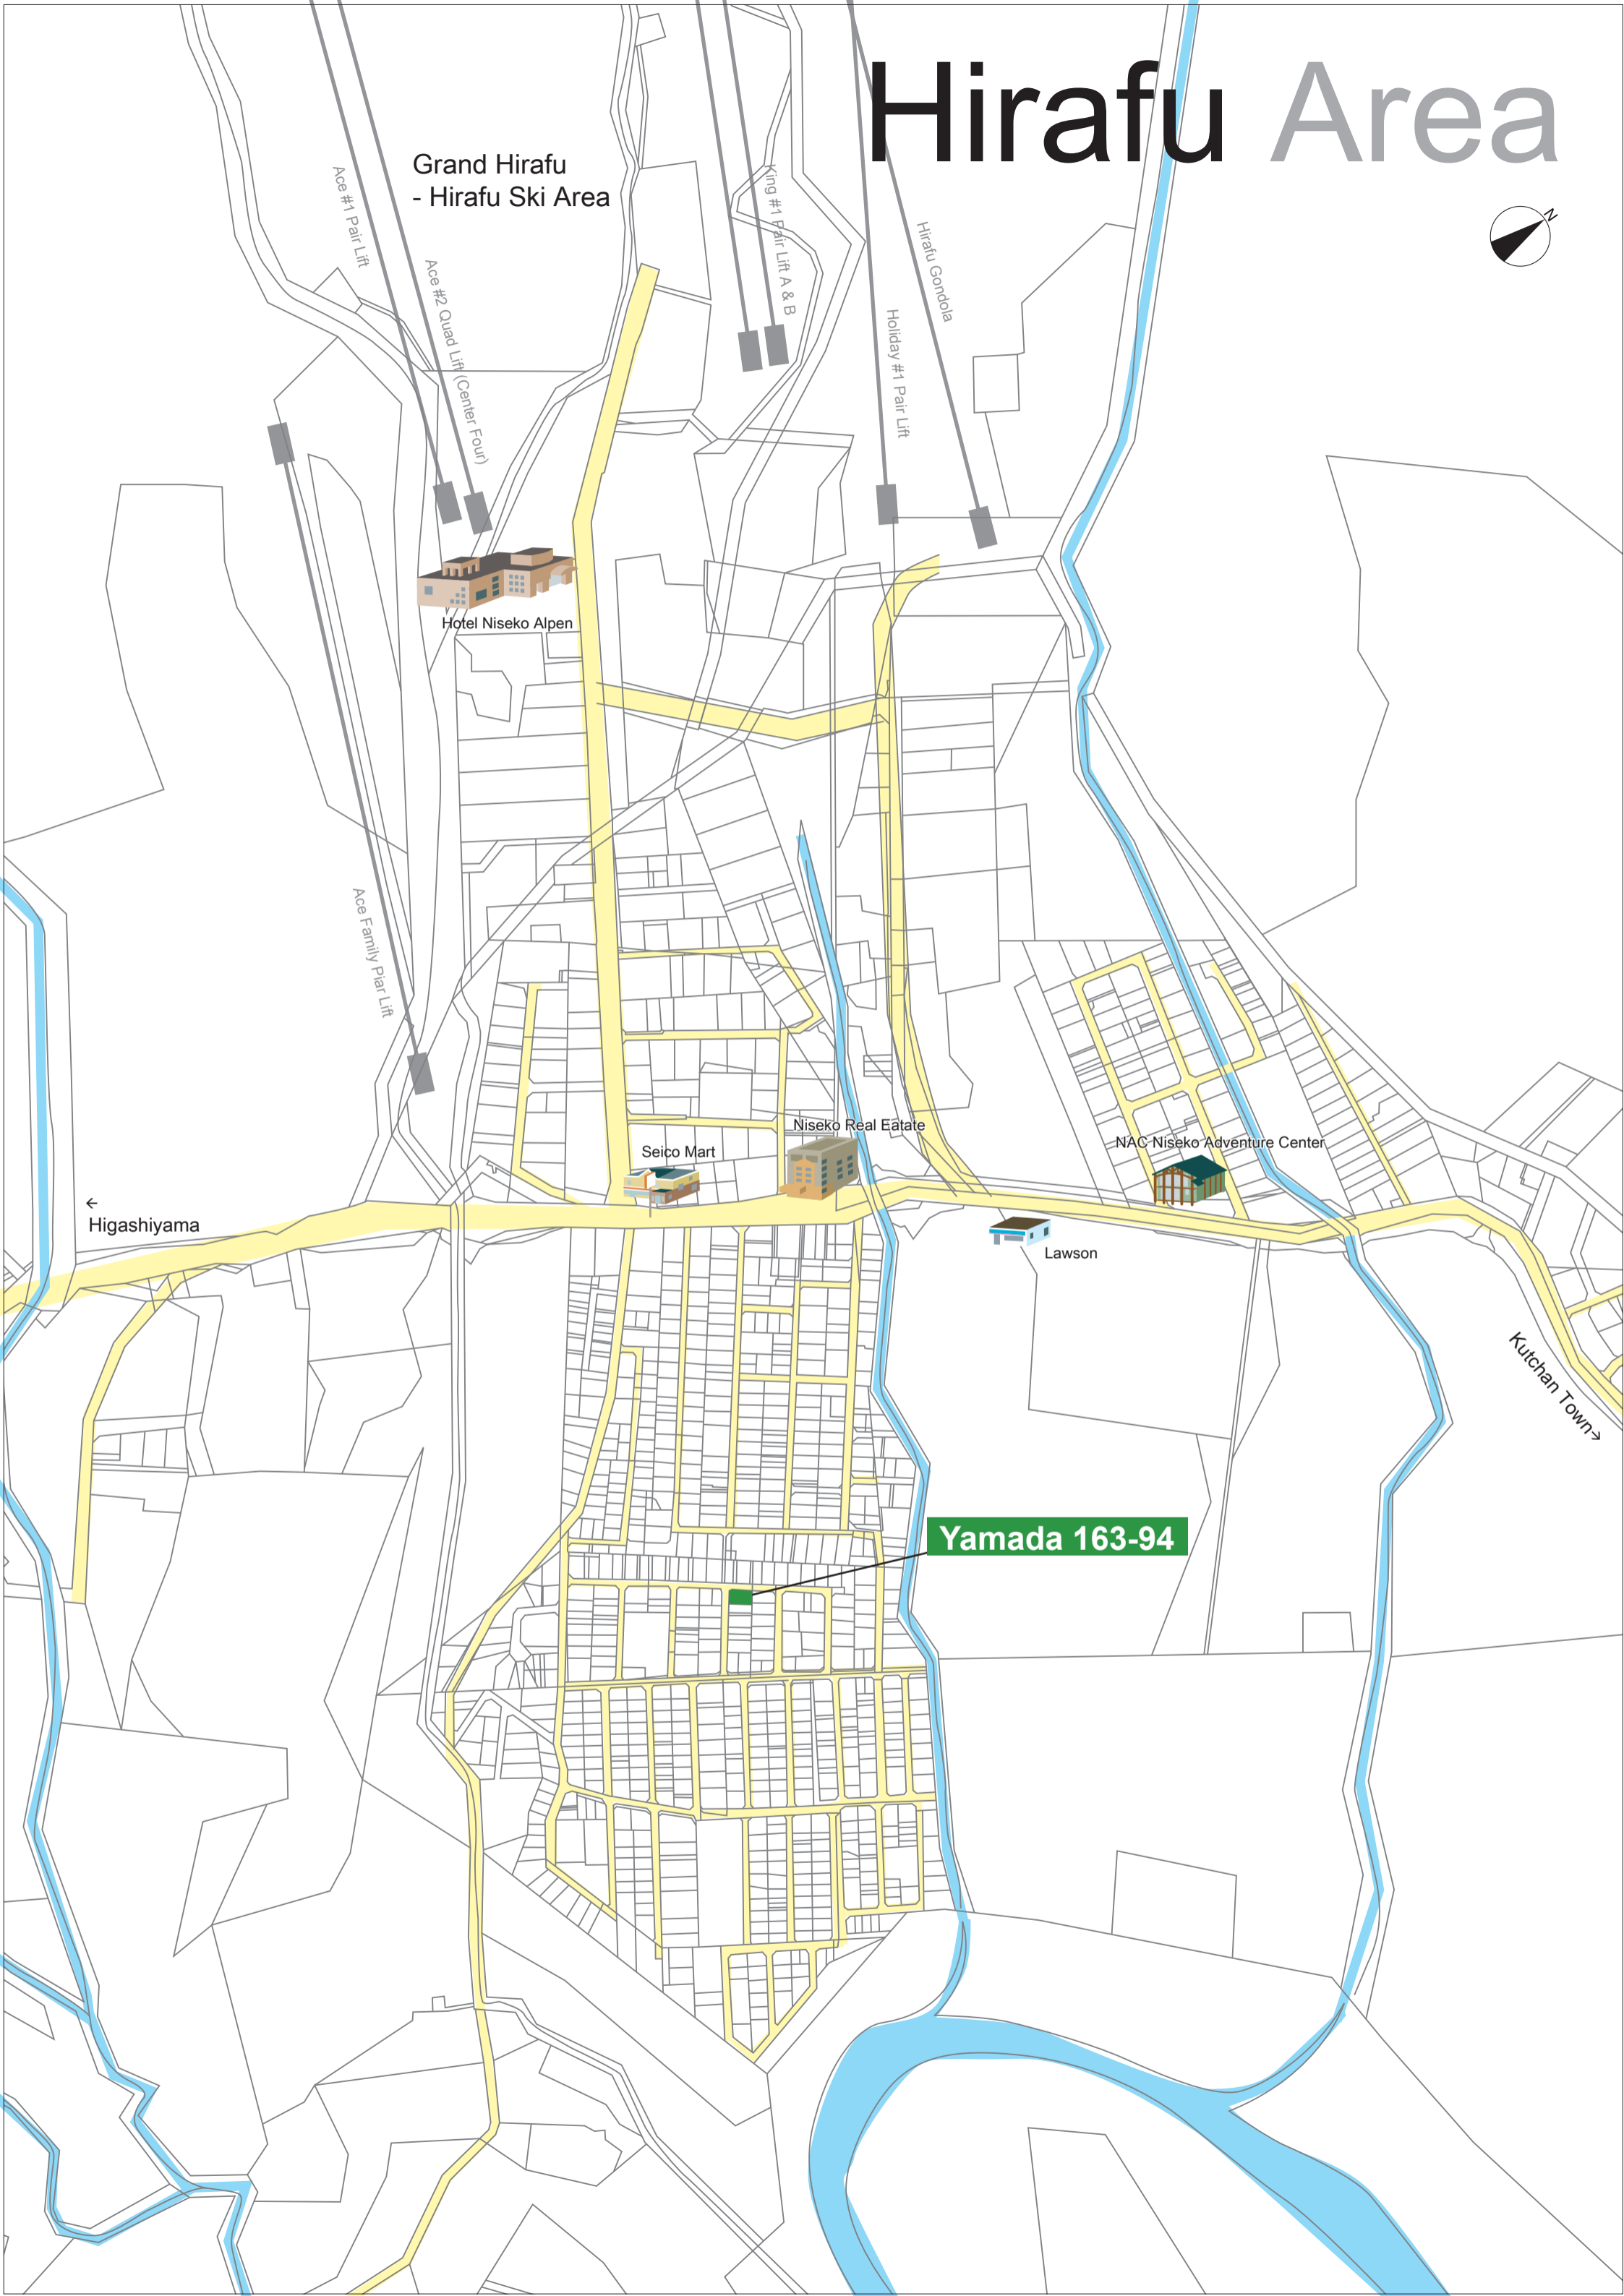 Hirafu Area
N
Grand Hirafu
- Hirafu Ski Area
Ace #1 Pair Lift
Ace #2 Quad Lift (Center Four)
King #1 Pair Lift A & B
Holiday #1 Pair Lift
Hirafu Gondola
Hotel Niseko Alpen
Ace Family Piar Lift
Niseko Real Eatate
Seico Mart
NAC Niseko Adventure Center
←
Higashiyama
Lawson
Kutchan Town→
Yamada 163-94